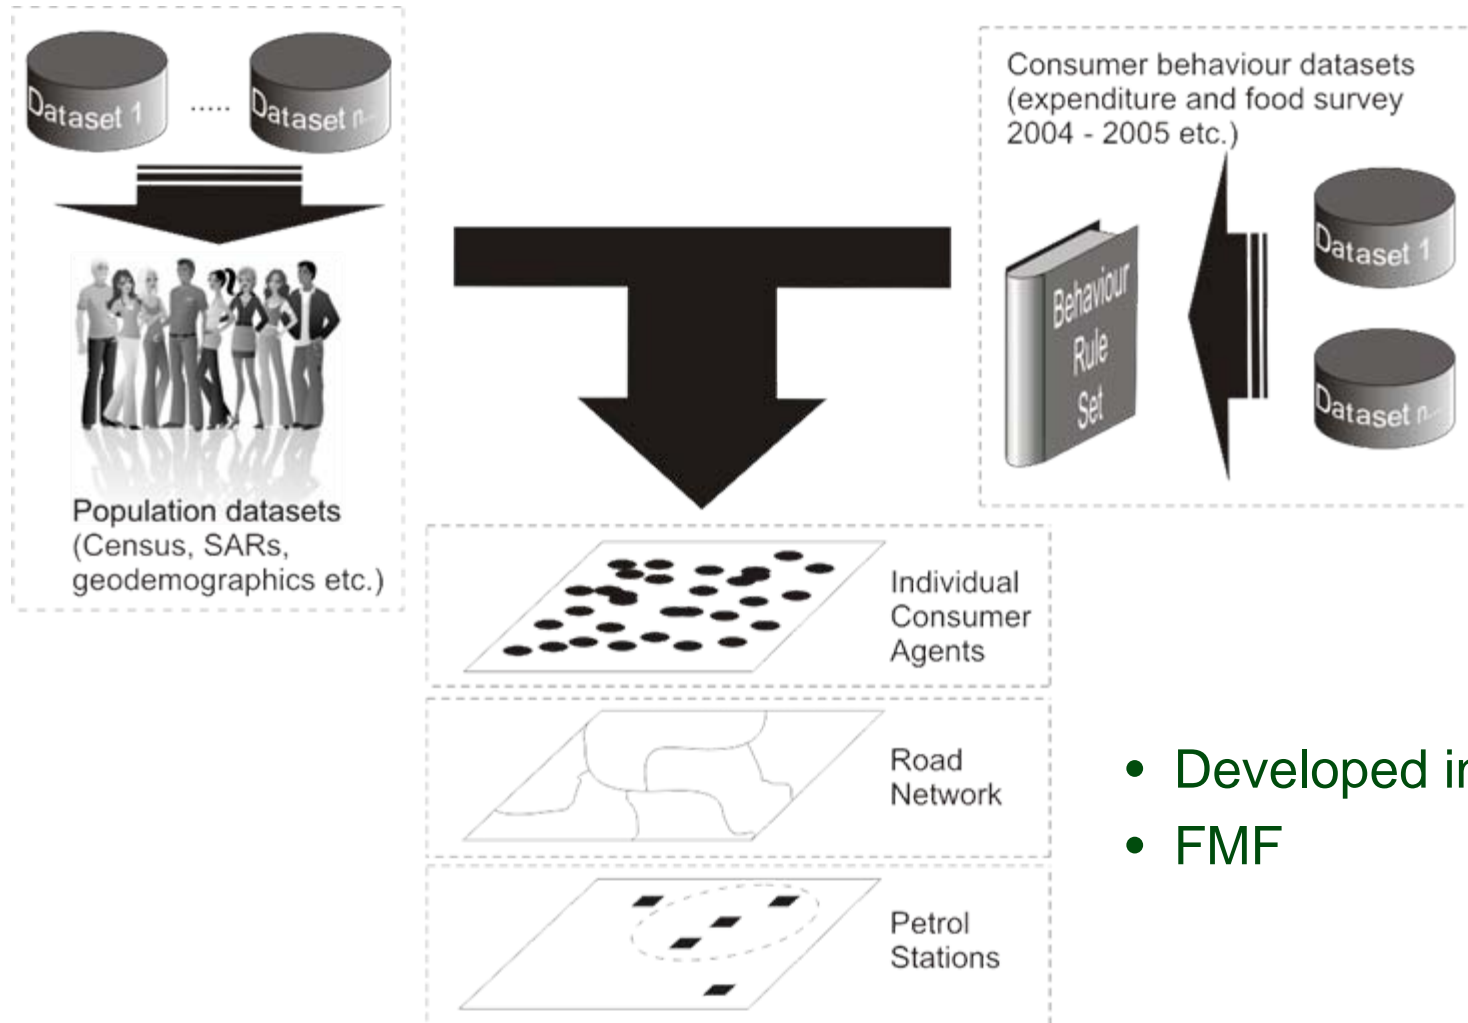 Dataset 1
.....
Dataset n...
Population datasets
(Census, SARs,
geodemographics etc.)
Consumer behaviour datasets
(expenditure and food survey
2004 - 2005 etc.)
Behaviour
Rule
Set
Dataset 1
Dataset n...
Individual
Consumer
Agents
Road
Network
Petrol
Stations
• Developed
• FMF